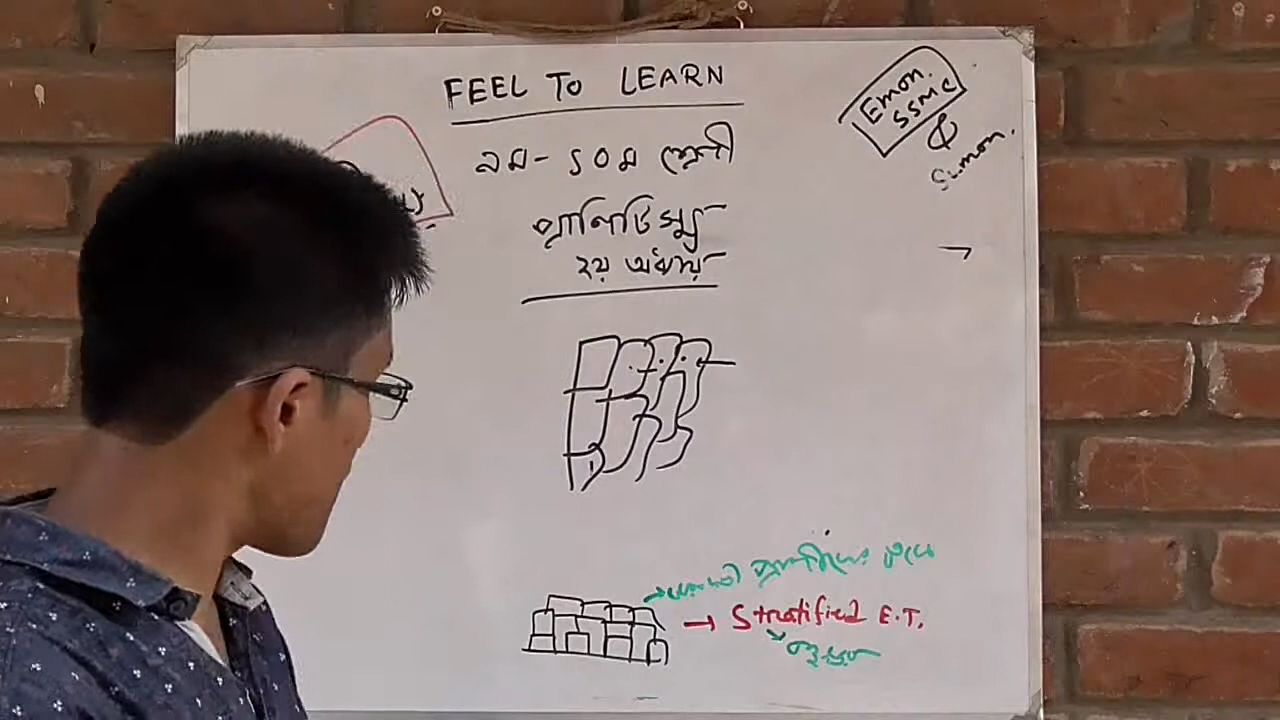 FEEL TO LEARN
৯ম-১০ম শ্রেণী
প্রাণিটিস্যু
২য় অধ্যায়
Emon.
SSMC
&
Sumon.
→ Stratified E.T.